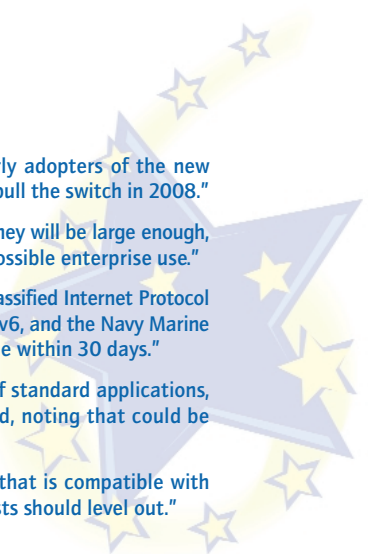 ly adopters of the new
pull the switch in 2008.”
hey will be large enough,
ossible enterprise use.”
assified Internet Protocol
v6, and the Navy Marine
e within 30 days.”
f standard applications,
d, noting that could be
that is compatible with
sts should level out.”